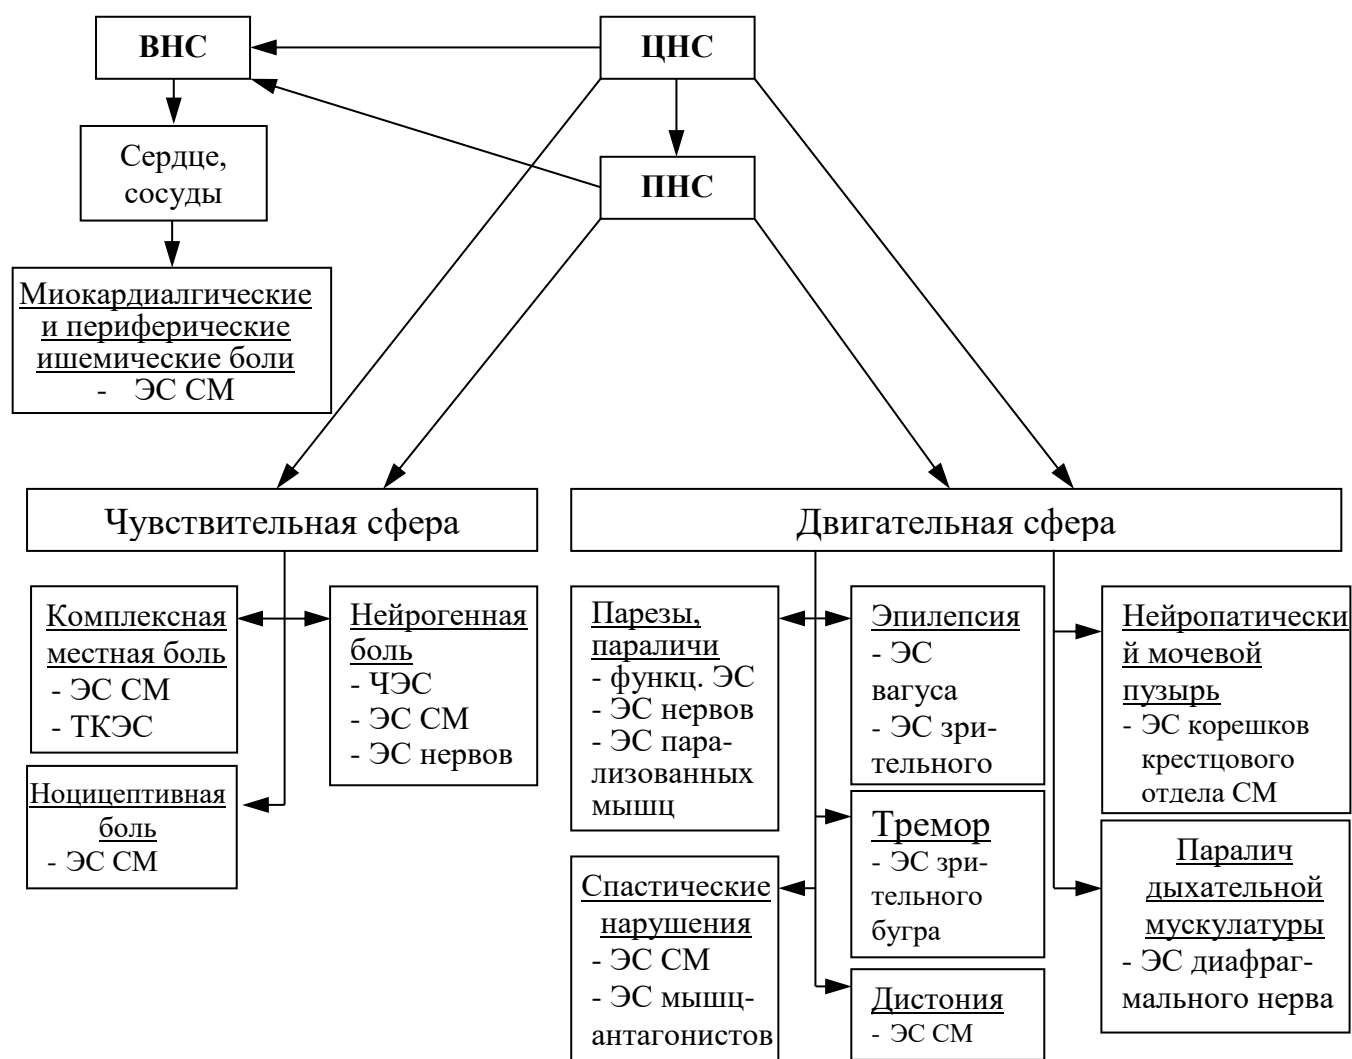 ВНС
ЦНС
Сердце,
сосуды
ПНС
Миокардиалгические
и периферические
ишемические боли
- ЭС СМ
Чувствительная сфера
Двигательная сфера
Комплексная
местная боль
- ЭС СМ
- ТКЭС
Нейрогенная
боль
- ЧЭС
- ЭС СМ
- ЭС нервов
Ноцицептивная
боль
- ЭС СМ
Парезы,
параличи
- функц. ЭС
- ЭС нервов
- ЭС пара-
лизованных
мышц
Эпилепсия
- ЭС
вагуса
- ЭС зри-
тельного
Нейропатически
й мочевой
пузырь
- ЭС корешков
крестцового
отдела СМ
Спастические
нарушения
- ЭС СМ
- ЭС мышц-
антагонистов
Тремор
- ЭС зри-
тельного
бугра
Дистония
- ЭС СМ
Паралич
дыхательной
мускулатуры
- ЭС диафраг-
мального нерва